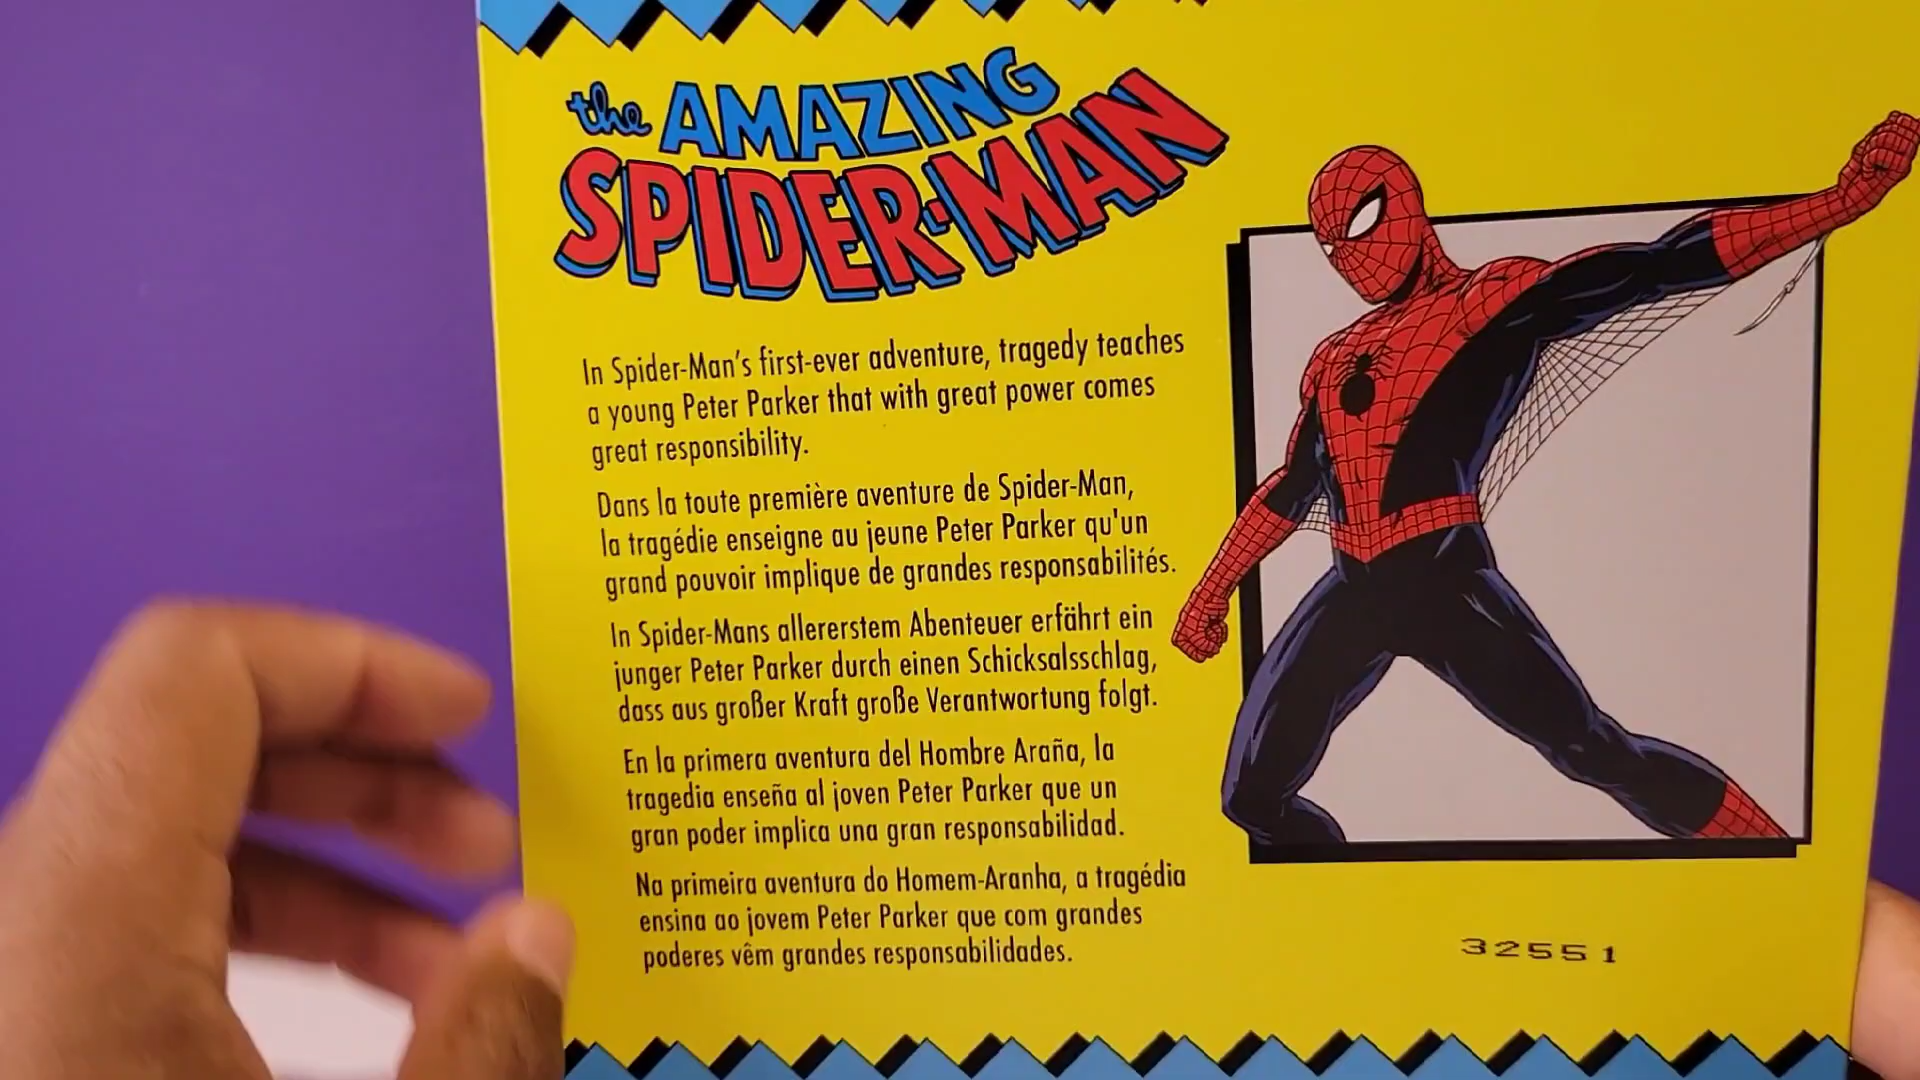 the AMAZING
SPIDER-MAN
In Spider-Man's first-ever adventure, tragedy teaches
a young Peter Parker that with great power comes
great responsibility.
Dans la toute première aventure de Spider-Man,
la tragédie enseigne au jeune Peter Parker qu'un
grand pouvoir implique de grandes responsabilités.
In Spider-Mans allererstem Abenteuer erfährt ein
junger Peter Parker durch einen Schicksalsschlag,
dass aus großer Kraft große Verantwortung folgt.
En la primera aventura del Hombre Araña, la
tragedia enseña al joven Peter Parker que un
gran poder implica una gran responsabilidad.
Na primeira aventura do Homem-Aranha, a tragédia
ensina ao jovem Peter Parker que com grandes
poderes vêm grandes responsabilidades.
32551